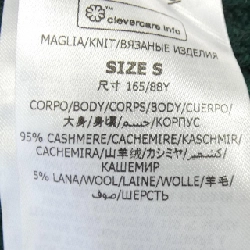 clevercare.info
MAGLIA/KNIT/ВЯЗАНЫЕ ИЗДЕЛИЯ
SIZE S
尺寸 165/88Y
CORPO/BODY/CORPS/BODY/CUERPO/
大身/身頃/جسم/КОРПУС
95% CASHMERE/CACHEMIRE/KASCHMIR/
CACHEMIRA/山羊绒/カシミヤ/كشمير/
КАШЕМИР
5% LANA/WOOL/LAINE/WOLLE/羊毛/
صوف/ШЕРСТЬ